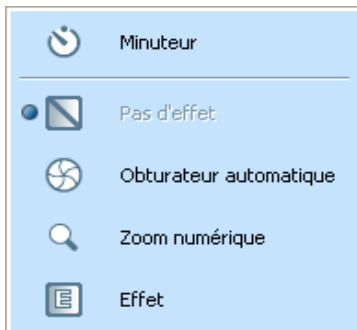 Minuteur
Pas d'effet
Obturateur automatique
Zoom numérique
E
Effet